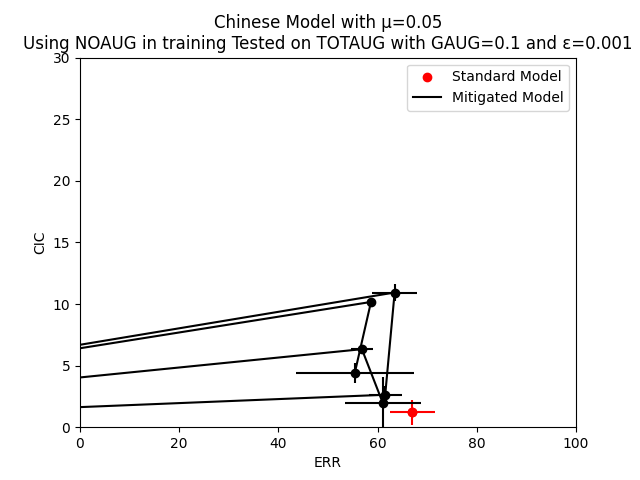 Chinese Model with μ=0.05
Using NOAUG in training Tested on TOTAUG with GAUG=0.1 and ε=0.001
Standard Model
Mitigated Model
30
25
20
15
10
5
0
CIC
0 20 40 60 80 100
ERR